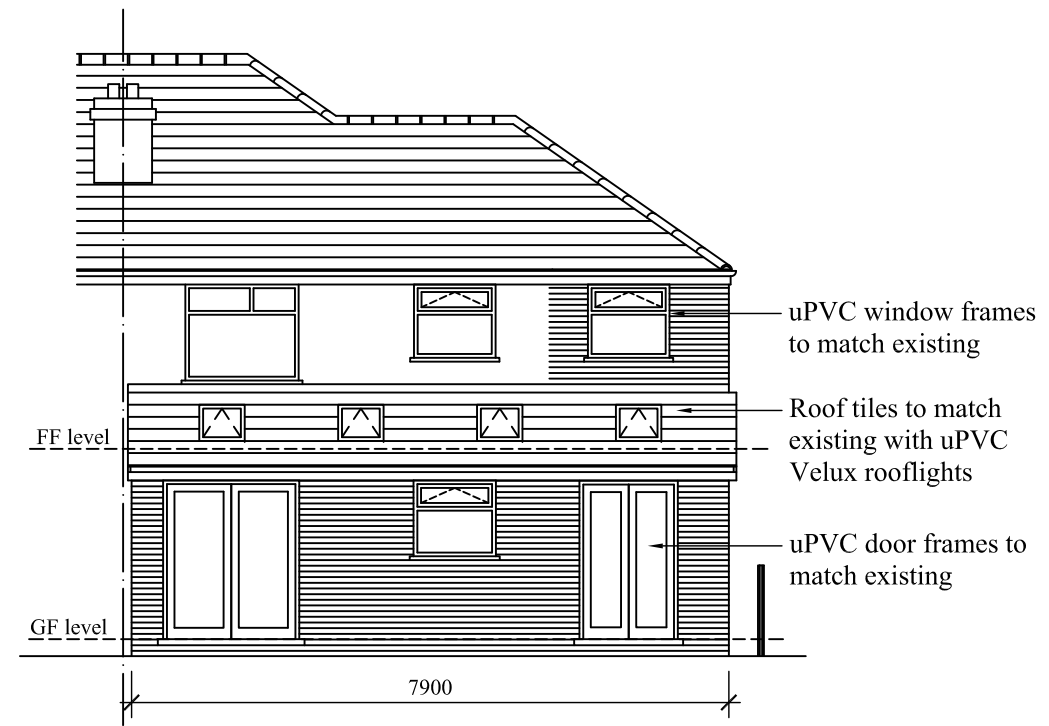 uPVC window frames
to match existing
Roof tiles to match
existing with uPVC
Velux rooflights
FF level
uPVC door frames to
match existing
GF level
7900